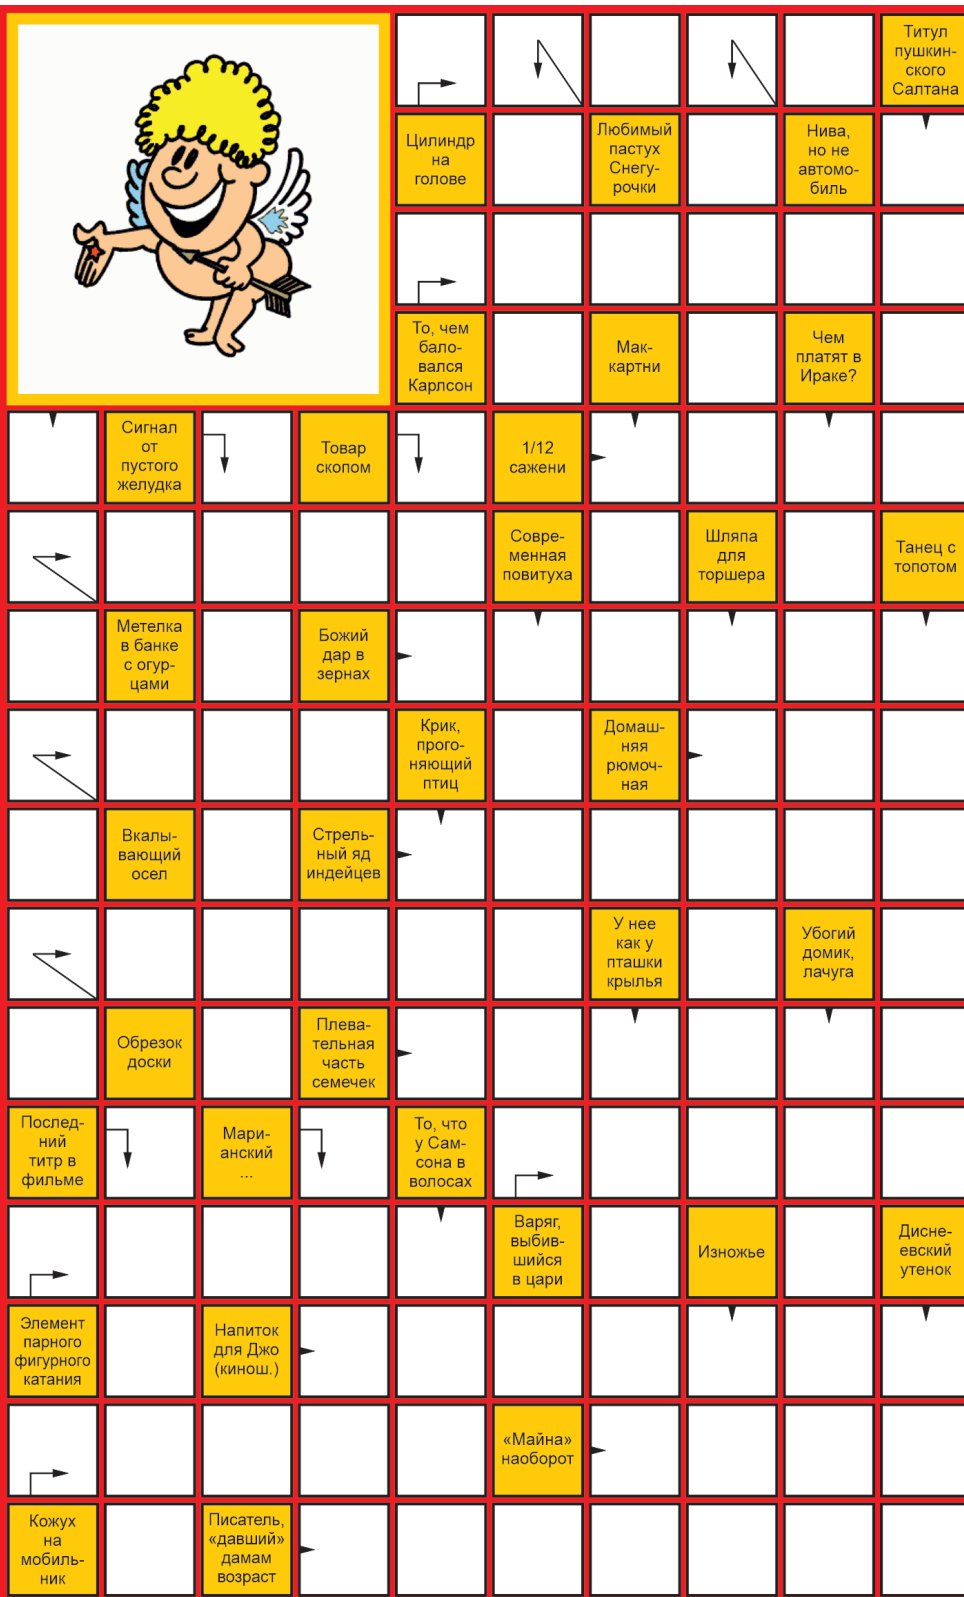 Титул
пушкин-
ского
Салтана
Цилиндр
на
голове
Любимый
пастух
Снегу-
рочки
Нива,
но не
автомо-
биль
То, чем
бало-
вался
Карлсон
Мак-
картни
Чем
платят в
Ираке?
Сигнал
от
пустого
желудка
Товар
скопом
1/12
сажени
Совре-
менная
повитуха
Шляпа
для
торшера
Танец с
топотом
Метелка
в банке
с огур-
цами
Божий
дар в
зернах
Крик,
прого-
няющий
птиц
Домаш-
няя
рюмоч-
ная
Вкалы-
вающий
осел
Стрель-
ный яд
индейцев
У нее
как у
пташки
крылья
Убогий
домик,
лачуга
Обрезок
доски
Плева-
тельная
часть
семечек
Послед-
ний
титр в
фильме
Мари-
анский
...
То, что
у Сам-
сона в
волосах
Варяг,
выбив-
шийся
в цари
Изножье
Дисне-
евский
утенок
Элемент
парного
фигурного
катания
Напиток
для Джо
(кинош.)
«Майна»
наоборот
Кожух
на
мобиль-
ник
Писатель,
«давший»
дамам
возраст